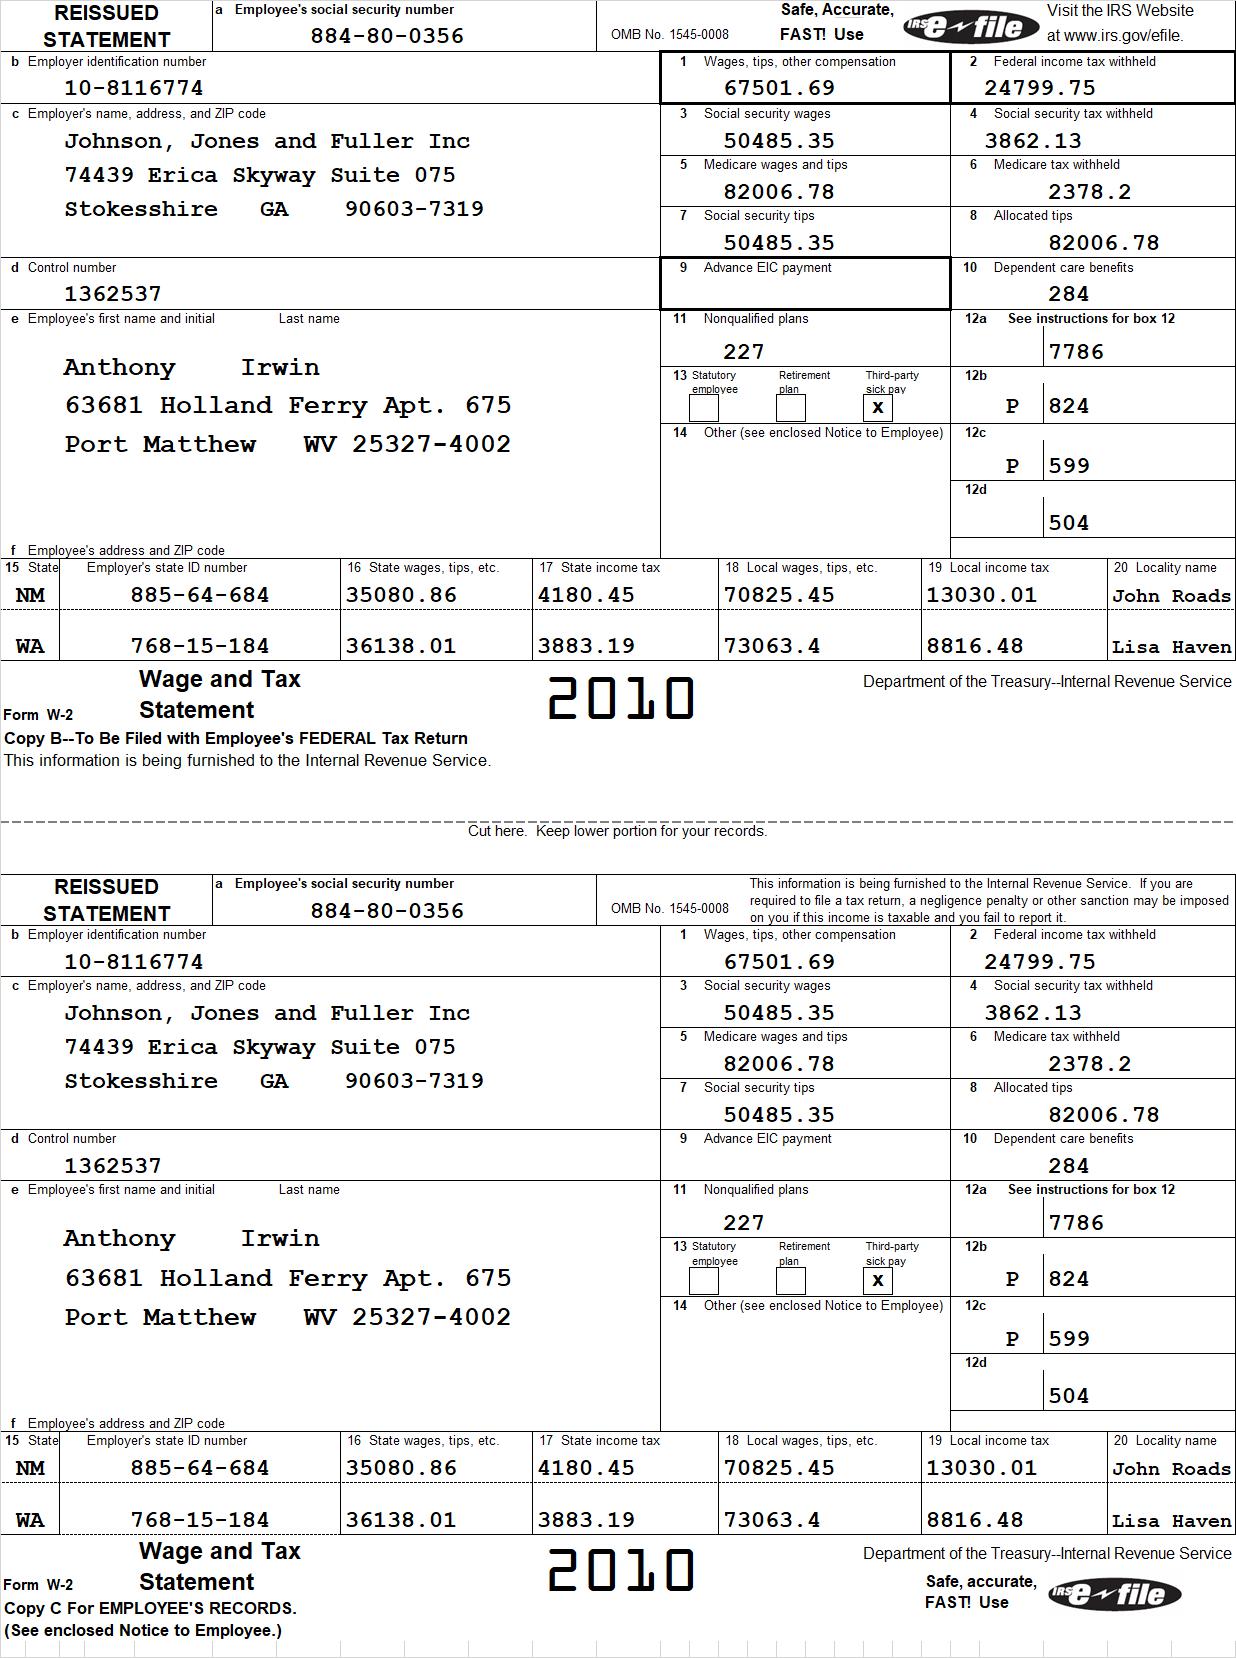 REISSUED STATEMENT
a Employee's social security number
884-80-0356
OMB No. 1545-0008
Safe, Accurate,
FAST! Use
IRS e-file
Visit the IRS Website
at www.irs.gov/efile.
b Employer identification number
10-8116774
1 Wages, tips, other compensation
67501.69
2 Federal income tax withheld
24799.75
c Employer's name, address, and ZIP code
Johnson, Jones and Fuller Inc
74439 Erica Skyway Suite 075
Stokesshire GA 90603-7319
3 Social security wages
50485.35
4 Social security tax withheld
3862.13
5 Medicare wages and tips
82006.78
6 Medicare tax withheld
2378.2
7 Social security tips
50485.35
8 Allocated tips
82006.78
d Control number
1362537
9 Advance EIC payment
10 Dependent care benefits
284
e Employee's first name and initial Last name
Anthony Irwin
63681 Holland Ferry Apt. 675
Port Matthew WV 25327-4002
11 Nonqualified plans
227
12a See instructions for box 12
7786
13 Statutory employee Retirement plan Third-party sick pay
X
12b
P 824
14 Other (see enclosed Notice to Employee)
12c
P 599
12d
504
f Employee's address and ZIP code
15 State Employer's state ID number 16 State wages, tips, etc. 17 State income tax 18 Local wages, tips, etc. 19 Local income tax 20 Locality name
NM 885-64-684 35080.86 4180.45 70825.45 13030.01 John Roads
WA 768-15-184 36138.01 3883.19 73063.4 8816.48 Lisa Haven
Form W-2 Wage and Tax Statement
2010
Department of the Treasury--Internal Revenue Service
Copy B--To Be Filed with Employee's FEDERAL Tax Return
This information is being furnished to the Internal Revenue Service.
Cut here. Keep lower portion for your records.
REISSUED STATEMENT
a Employee's social security number
884-80-0356
OMB No. 1545-0008
This information is being furnished to the Internal Revenue Service. If you are
required to file a tax return, a negligence penalty or other sanction may be imposed
on you if this income is taxable and you fail to report it.
b Employer identification number
10-8116774
1 Wages, tips, other compensation
67501.69
2 Federal income tax withheld
24799.75
c Employer's name, address, and ZIP code
Johnson, Jones and Fuller Inc
74439 Erica Skyway Suite 075
Stokesshire GA 90603-7319
3 Social security wages
50485.35
4 Social security tax withheld
3862.13
5 Medicare wages and tips
82006.78
6 Medicare tax withheld
2378.2
7 Social security tips
50485.35
8 Allocated tips
82006.78
d Control number
1362537
9 Advance EIC payment
10 Dependent care benefits
284
e Employee's first name and initial Last name
Anthony Irwin
63681 Holland Ferry Apt. 675
Port Matthew WV 25327-4002
11 Nonqualified plans
227
12a See instructions for box 12
7786
13 Statutory employee Retirement plan Third-party sick pay
X
12b
P 824
14 Other (see enclosed Notice to Employee)
12c
P 599
12d
504
f Employee's address and ZIP code
15 State Employer's state ID number 16 State wages, tips, etc. 17 State income tax 18 Local wages, tips, etc. 19 Local income tax 20 Locality name
NM 885-64-684 35080.86 4180.45 70825.45 13030.01 John Roads
WA 768-15-184 36138.01 3883.19 73063.4 8816.48 Lisa Haven
Form W-2 Wage and Tax Statement
2010
Department of the Treasury--Internal Revenue Service
Safe, accurate,
FAST! Use
IRS e-file
Copy C For EMPLOYEE'S RECORDS.
(See enclosed Notice to Employee.)